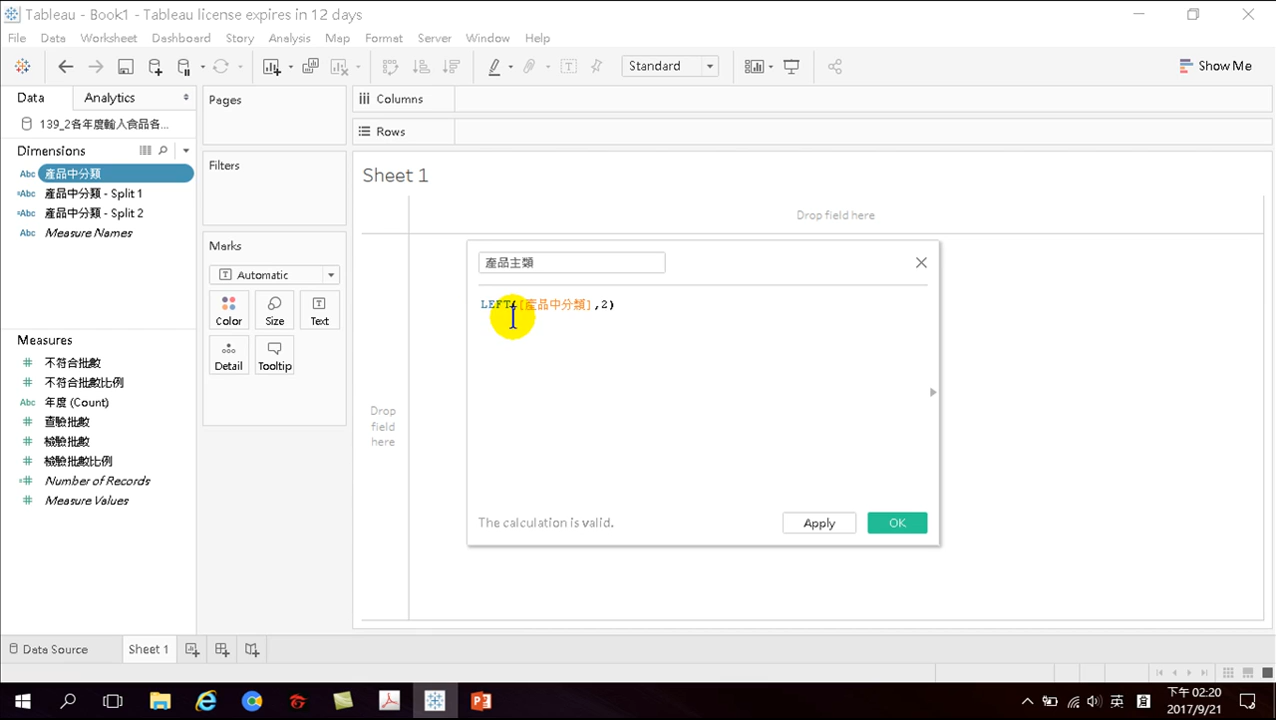 Tableau - Book1 - Tableau license expires in 12 days
File Data Worksheet Dashboard Story Analysis Map Format Server Window Help
Standard
Show Me
Data Analytics
139_2各年度輸入食品各...
Dimensions
Abc 產品中分類
=Abc 產品中分類 - Split 1
=Abc 產品中分類 - Split 2
Abc Measure Names
Measures
# 不符合批數
# 不符合批數比例
Abc 年度 (Count)
# 查驗批數
# 檢驗批數
# 檢驗批數比例
=# Number of Records
# Measure Values
Pages
Filters
Marks
Automatic
Color Size Text
Detail Tooltip
Columns
Rows
Sheet 1
Drop field here
Drop
field
here
產品主類
LEFT([產品中分類],2)
The calculation is valid.
Apply OK
Data Source Sheet 1
英
下午 02:20
2017/9/21